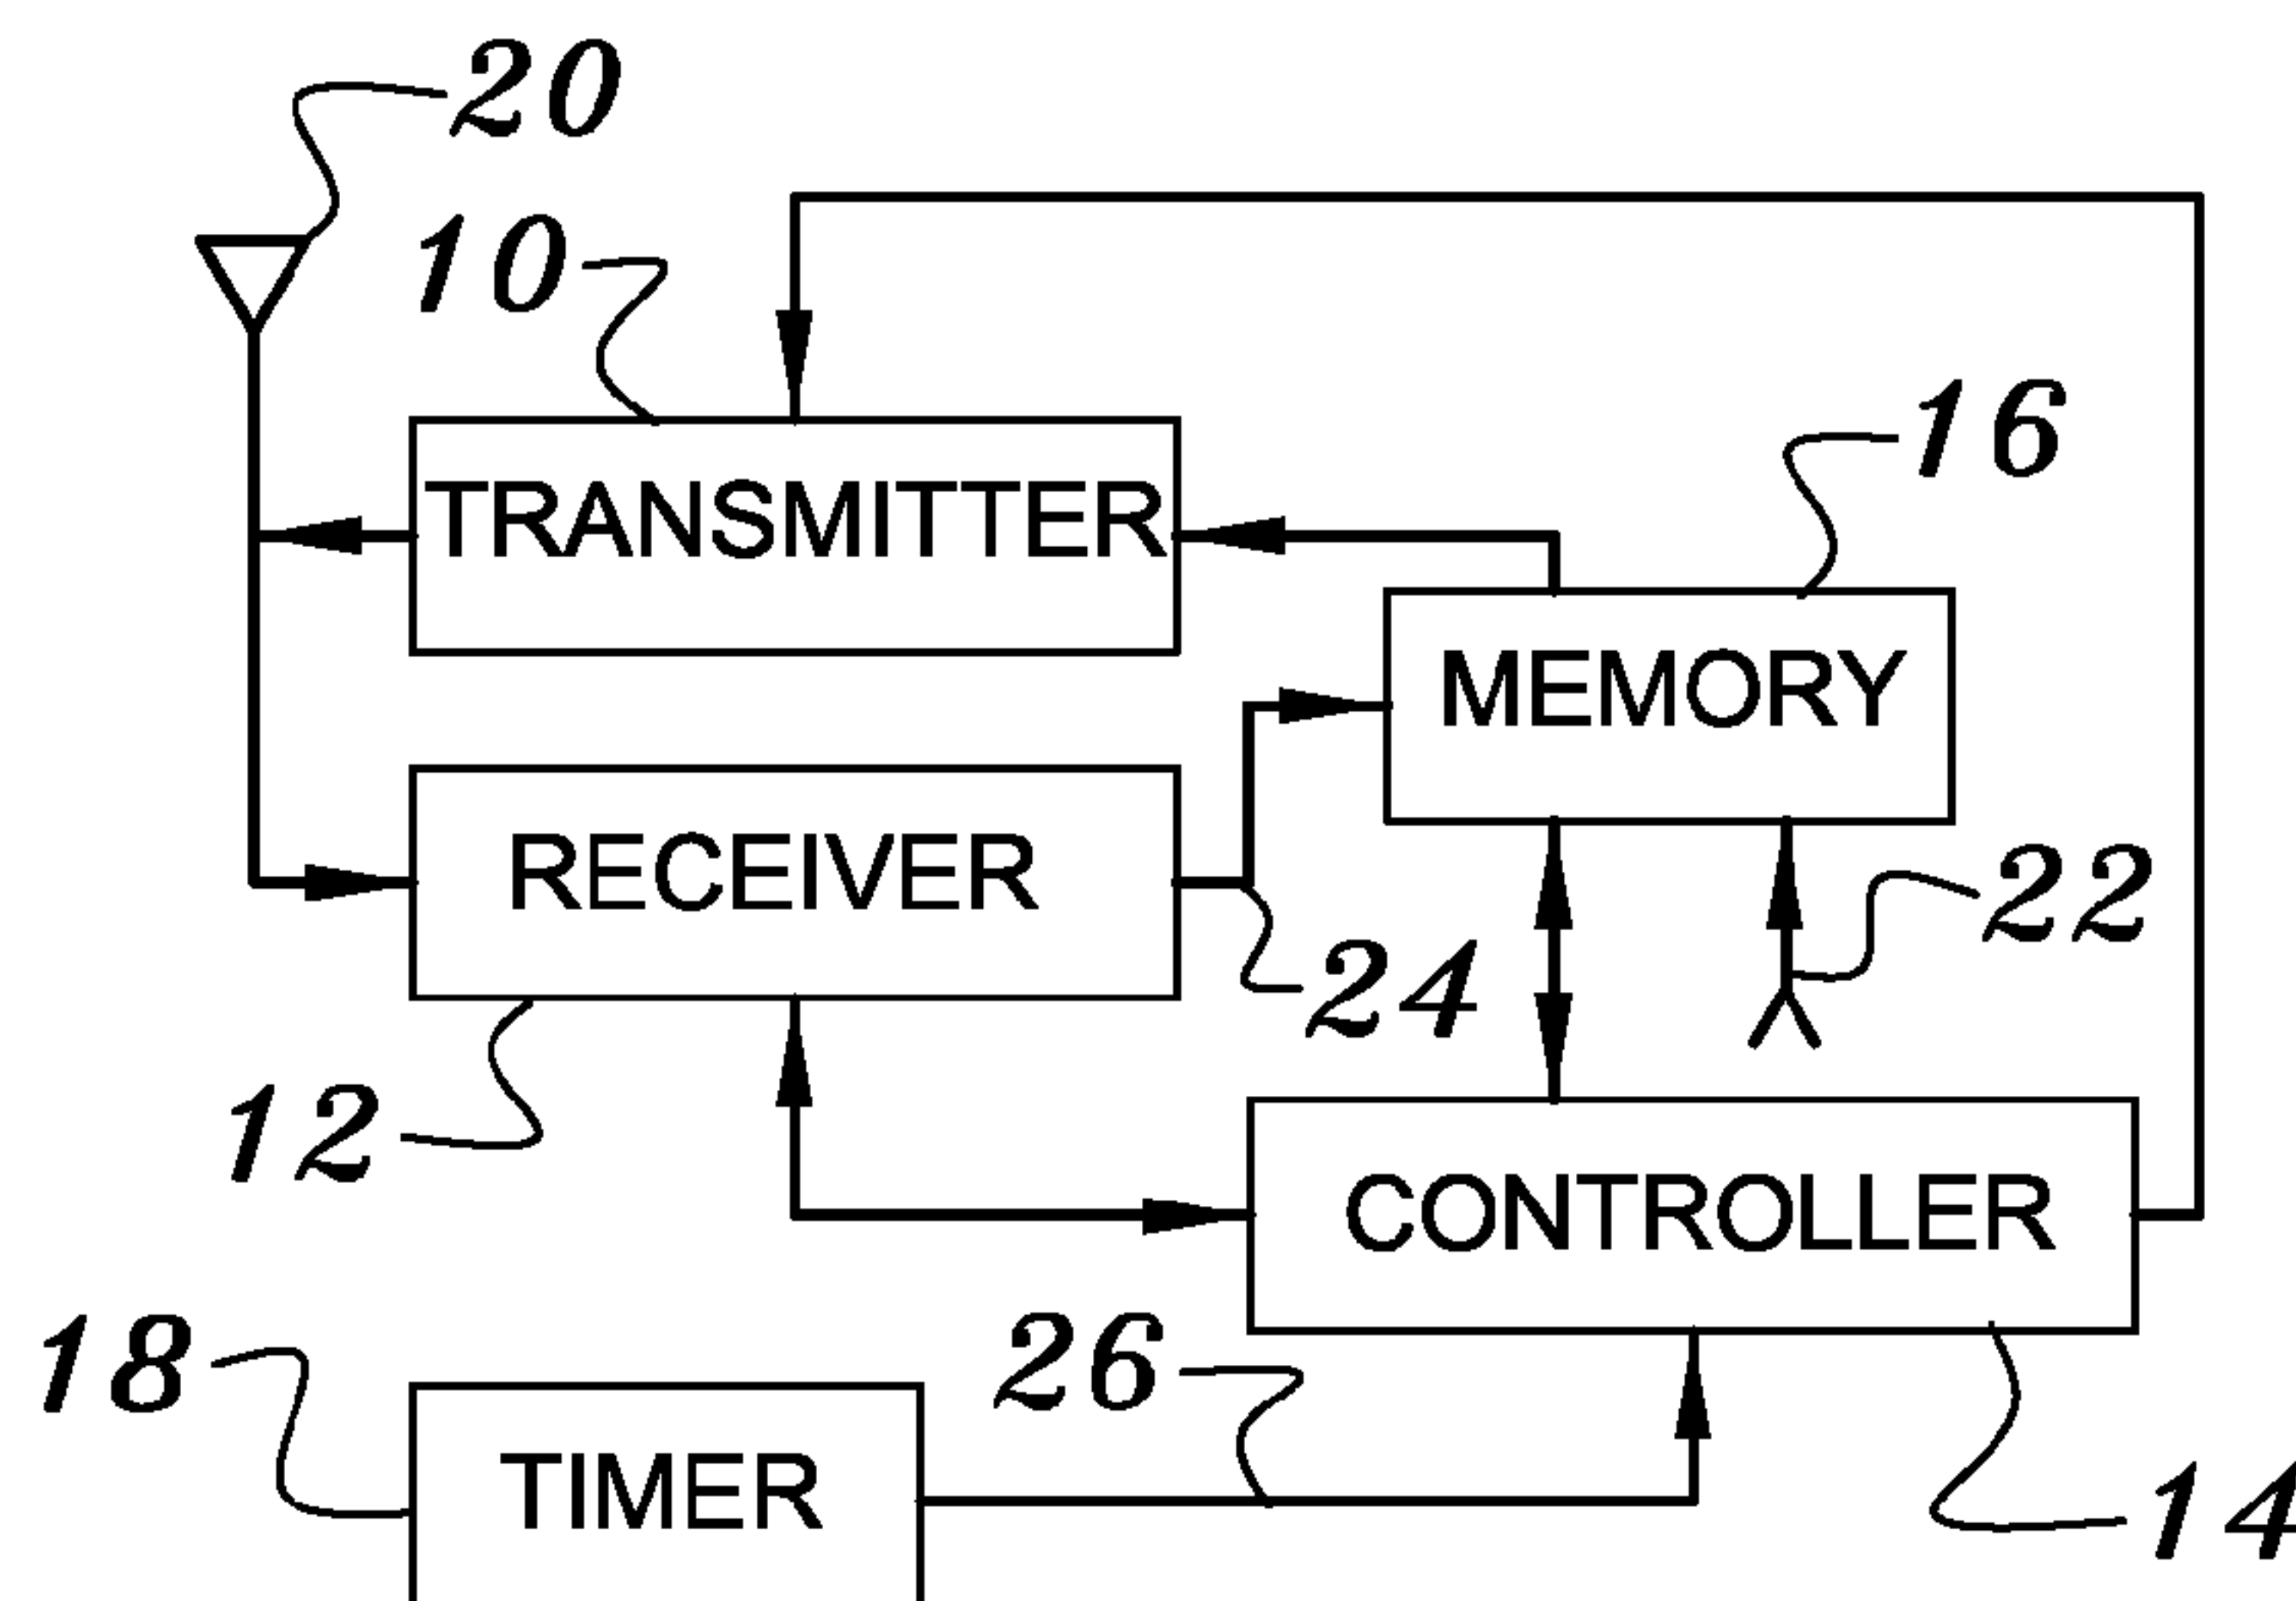 20
10
16
TRANSMITTER
MEMORY
RECEIVER
22
24
12
CONTROLLER
18
26
TIMER
14